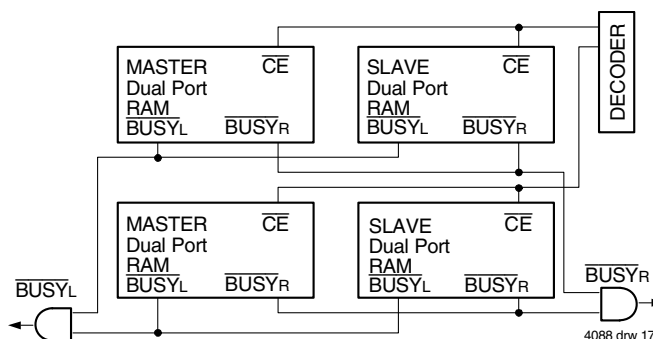 MASTER
Dual Port
RAM
BUSYL BUSYR
CE
SLAVE
Dual Port
RAM
BUSYL BUSYR
CE
DECODER
MASTER
Dual Port
RAM
BUSYL BUSYR
CE
SLAVE
Dual Port
RAM
BUSYL BUSYR
CE
BUSYL
BUSYR
4088 drw 17